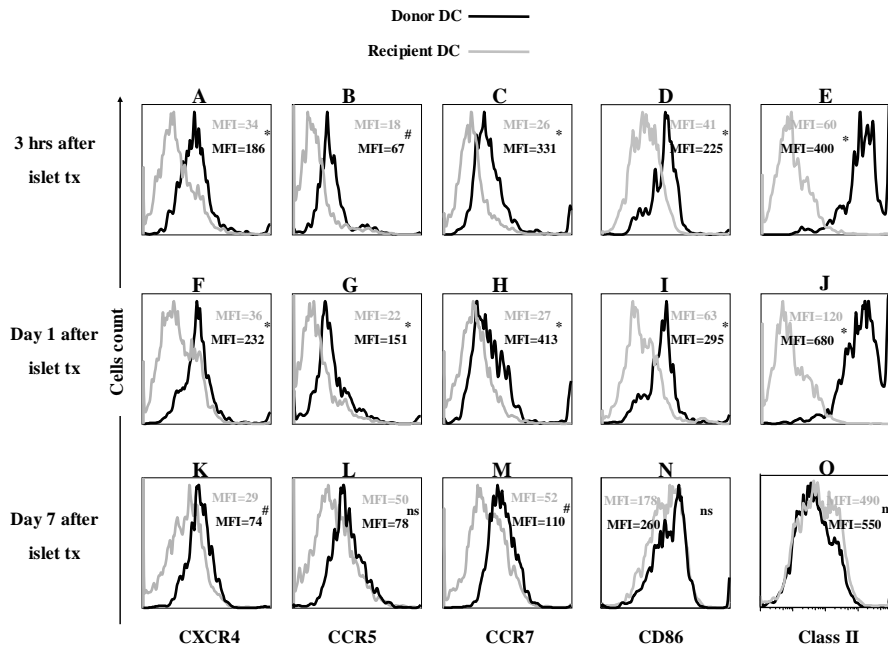 Donor DC
Recipient DC
A B C D E
3 hrs after
islet tx
MFI=34
MFI=186 *
MFI=18
MFI=67 #
MFI=26
MFI=331 *
MFI=41
MFI=225 *
MFI=60
MFI=400 *
F G H I J
Day 1 after
islet tx
MFI=36
MFI=232 *
MFI=22
MFI=151 *
MFI=27
MFI=413 *
MFI=63
MFI=295 *
MFI=120
MFI=680 *
Cells count
K L M N O
Day 7 after
islet tx
MFI=29
MFI=74 #
MFI=50
MFI=78 ns
MFI=52
MFI=110 #
MFI=178
MFI=260
ns
MFI=490
MFI=550 n
CXCR4 CCR5 CCR7 CD86 Class II